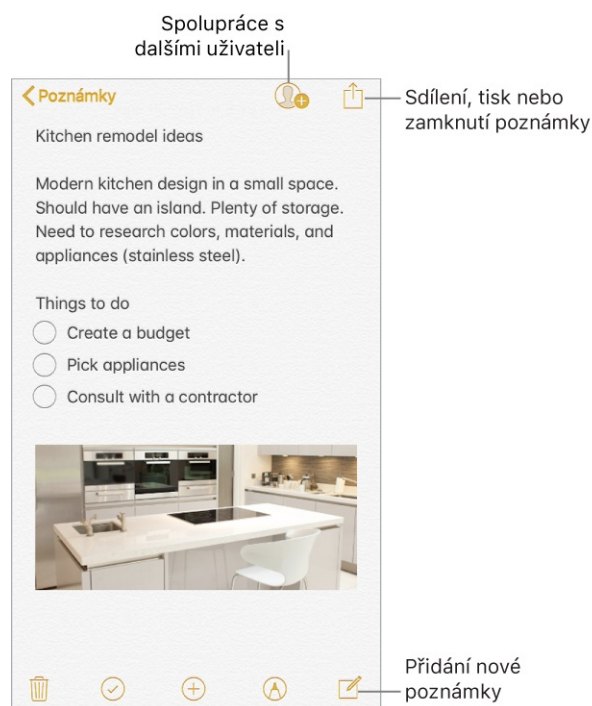 Spolupráce s
dalšími uživateli
Poznámky
Sdílení, tisk nebo
zamknutí poznámky
Kitchen remodel ideas
Modern kitchen design in a small space.
Should have an island. Plenty of storage.
Need to research colors, materials, and
appliances (stainless steel).
Things to do
Create a budget
Pick appliances
Consult with a contractor
Přidání nové
poznámky